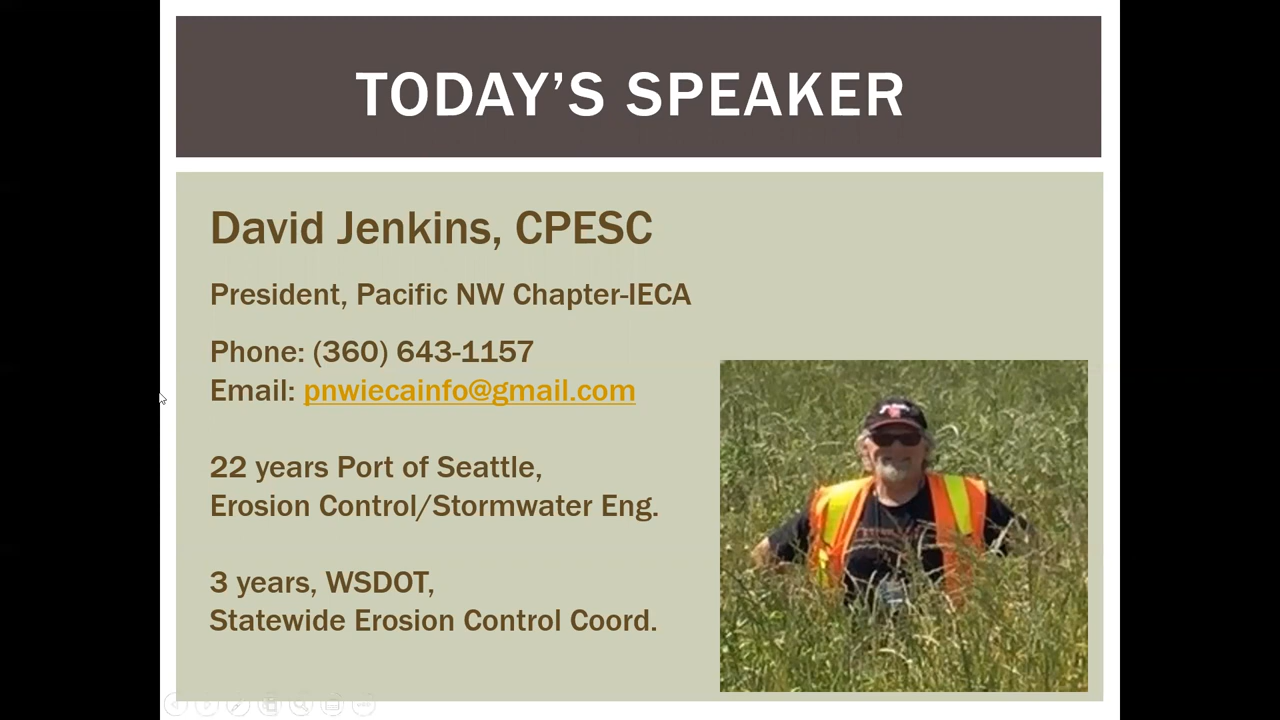 TODAY'S SPEAKER
David Jenkins, CPESC
President, Pacific NW Chapter-IECA
Phone: (360) 643-1157
Email: pnwiecainfo@gmail.com
22 years Port of Seattle,
Erosion Control/Stormwater Eng.
3 years, WSDOT,
Statewide Erosion Control Coord.